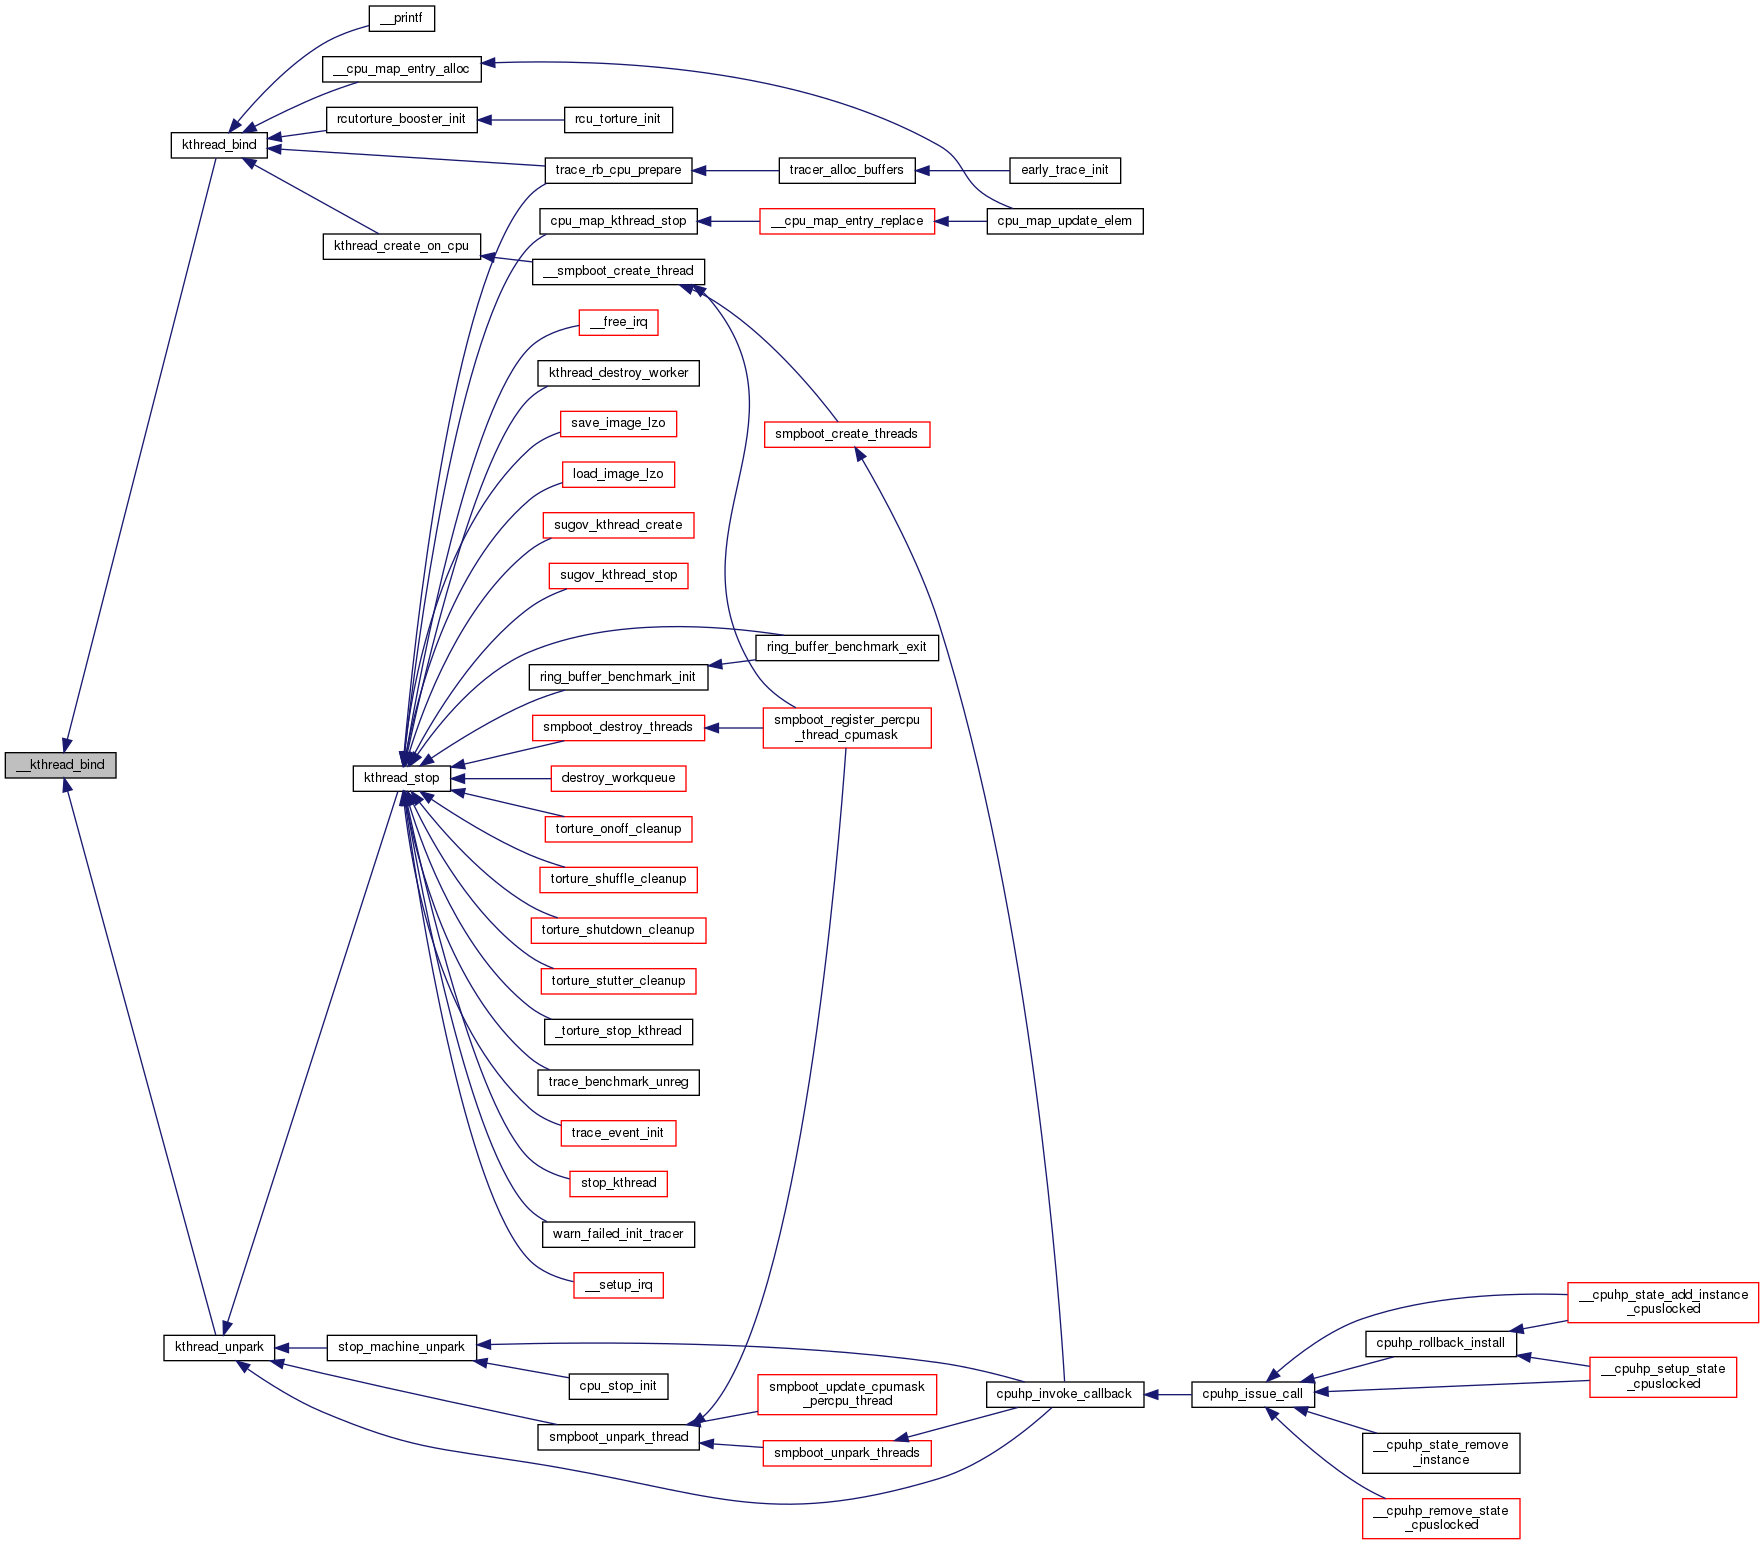 __printf
__cpu_map_entry_alloc
rcutorture_booster_init
rcu_torture_init
kthread_bind
trace_rb_cpu_prepare
tracer_alloc_buffers
early_trace_init
cpu_map_kthread_stop
__cpu_map_entry_replace
cpu_map_update_elem
kthread_create_on_cpu
__smpboot_create_thread
__free_irq
kthread_destroy_worker
save_image_lzo
smpboot_create_threads
load_image_lzo
sugov_kthread_create
sugov_kthread_stop
ring_buffer_benchmark_exit
ring_buffer_benchmark_init
smpboot_destroy_threads
smpboot_register_percpu
_thread_cpumask
__kthread_bind
kthread_stop
destroy_workqueue
torture_onoff_cleanup
torture_shuffle_cleanup
torture_shutdown_cleanup
torture_stutter_cleanup
_torture_stop_kthread
trace_benchmark_unreg
trace_event_init
stop_kthread
warn_failed_init_tracer
__setup_irq
__cpuhp_state_add_instance
_cpuslocked
kthread_unpark
stop_machine_unpark
cpuhp_rollback_install
cpu_stop_init
smpboot_update_cpumask
_percpu_thread
cpuhp_invoke_callback
cpuhp_issue_call
__cpuhp_setup_state
_cpuslocked
smpboot_unpark_thread
smpboot_unpark_threads
__cpuhp_state_remove
_instance
__cpuhp_remove_state
_cpuslocked